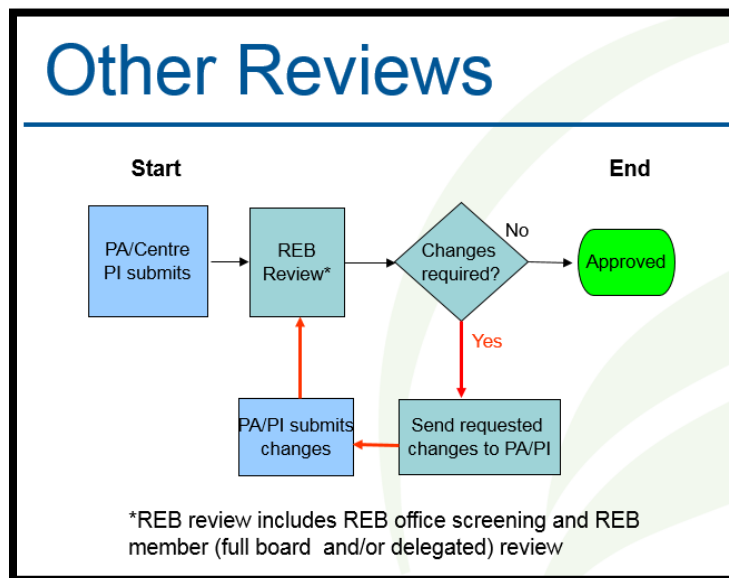 Other Reviews
Start
End
PA/Centre
PI submits
REB
Review*
Changes
required?
No
Approved
Yes
PA/PI submits
changes
Send requested
changes to PA/PI
*REB review includes REB office screening and REB
member (full board and/or delegated) review